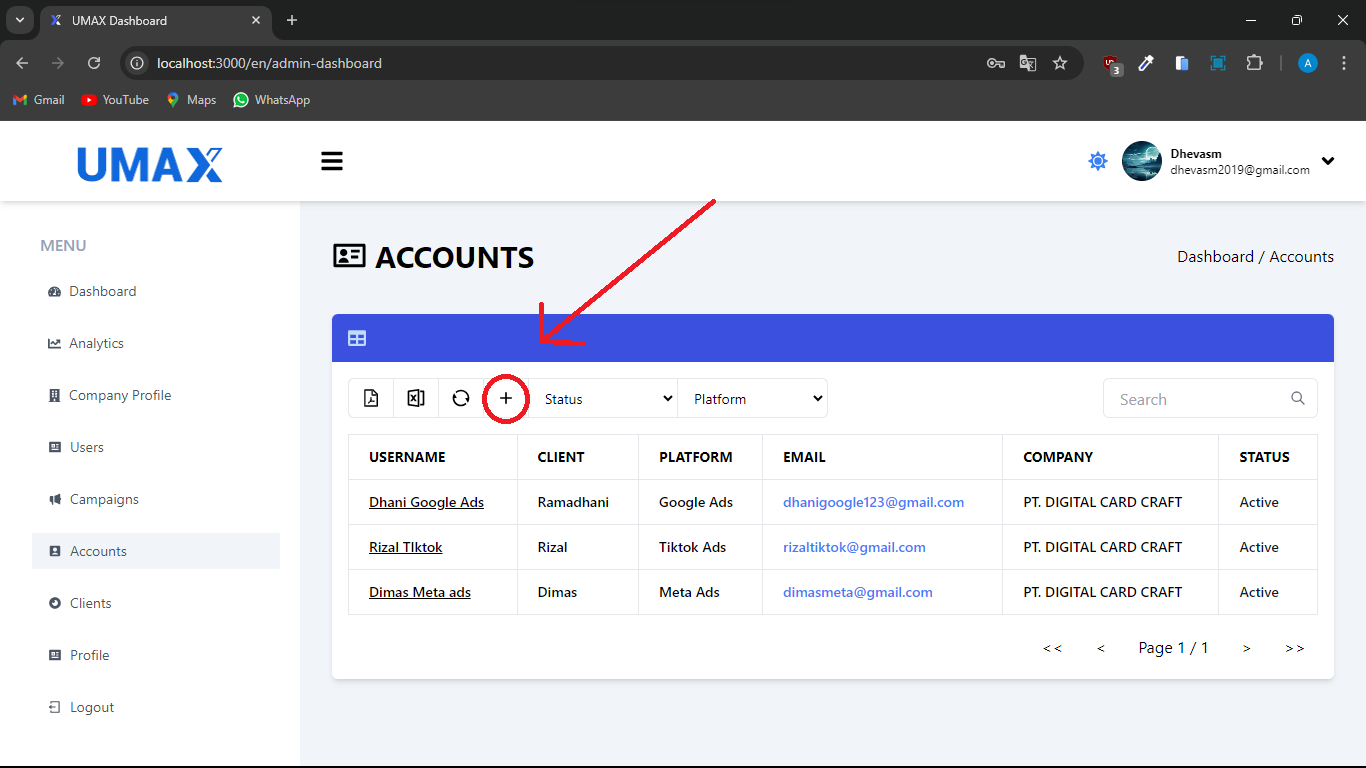 UMAX Dashboard
localhost:3000/en/admin-dashboard
3
A
Gmail YouTube Maps WhatsApp
UMAX
Dhevasm
dhevasm2019@gmail.com
MENU
Dashboard
Analytics
Company Profile
Users
Campaigns
Accounts
Clients
Profile
Logout
ACCOUNTS
Dashboard / Accounts
+ Status Platform Search
USERNAME CLIENT PLATFORM EMAIL COMPANY STATUS
Dhani Google Ads Ramadhani Google Ads dhanigoogle123@gmail.com PT. DIGITAL CARD CRAFT Active
Rizal TIktok Rizal Tiktok Ads rizaltiktok@gmail.com PT. DIGITAL CARD CRAFT Active
Dimas Meta ads Dimas Meta Ads dimasmeta@gmail.com PT. DIGITAL CARD CRAFT Active
<< < Page 1 / 1 > >>